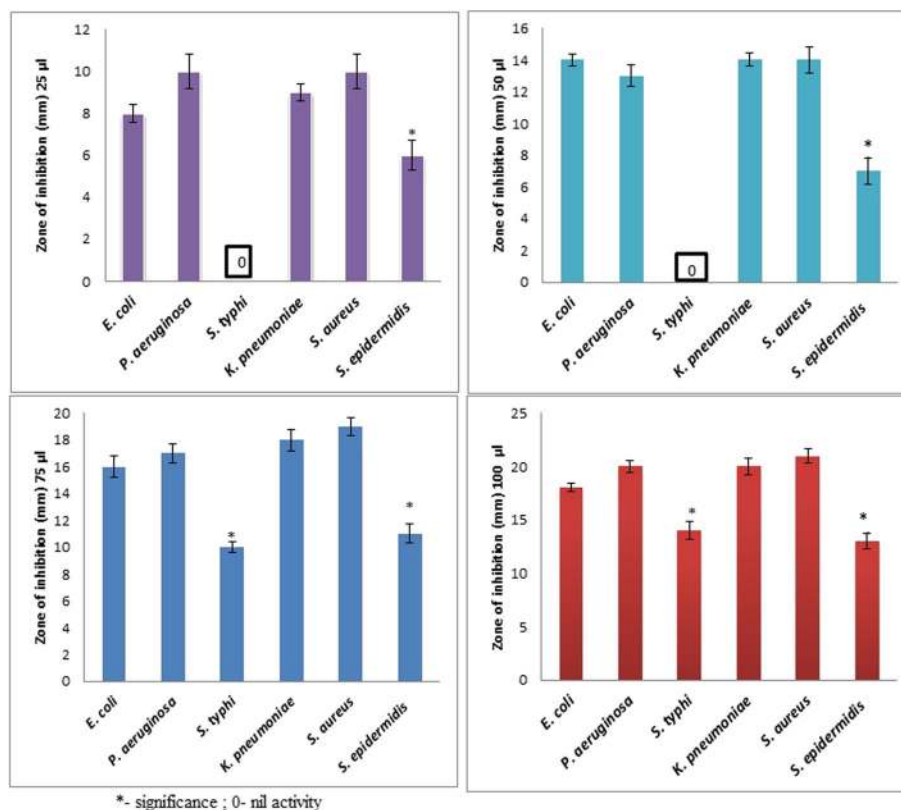 Zone of inhibition (mm) 25 µl
12
10
8
6
4
2
0
*
0
E. coli
P. aeruginosa
S. typhi
K. pneumoniae
S. aureus
S. epidermidis
Zone of inhibition (mm) 50 µl
16
14
12
10
8
6
4
2
0
*
0
E. coli
P. aeruginosa
S. typhi
K. pneumoniae
S. aureus
S. epidermidis
Zone of inhibition (mm) 75 µl
20
18
16
14
12
10
8
6
4
2
0
*
*
E. coli
P. aeruginosa
S. typhi
K. pneumoniae
S. aureus
S. epidermidis
Zone of inhibition (mm) 100 µl
25
20
15
10
5
0
*
*
E. coli
P. aeruginosa
S. typhi
K. pneumoniae
S. aureus
S. epidermidis
*- significance ; 0- nil activity